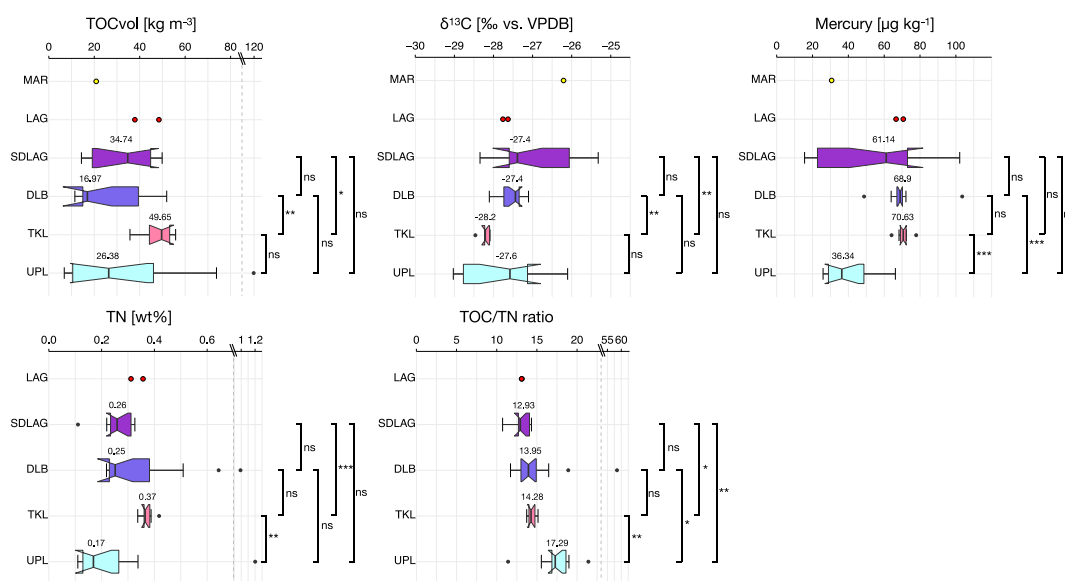 TOCvol [kg m⁻³]
0 20 40 60 80 120
MAR
LAG
SDLAG
DLB
TKL
UPL
34.74
16.97
49.65
26.38
ns
*
**
ns
ns
ns
δ¹³C [‰ vs. VPDB]
−30 −29 −28 −27 −26 −25
MAR
LAG
SDLAG
DLB
TKL
UPL
-27.4
-27.4
-28.2
-27.6
ns
**
**
ns
ns
ns
Mercury [µg kg⁻¹]
0 20 40 60 80 100
MAR
LAG
SDLAG
DLB
TKL
UPL
61.14
68.9
70.63
36.34
ns
ns
ns
ns
***
***
TN [wt%]
0.0 0.2 0.4 0.6 1 1.2
LAG
SDLAG
DLB
TKL
UPL
0.26
0.25
0.37
0.17
ns
***
ns
ns
ns
**
TOC/TN ratio
0 5 10 15 20 55 60
LAG
SDLAG
DLB
TKL
UPL
12.93
13.95
14.28
17.29
ns
*
**
ns
*
**